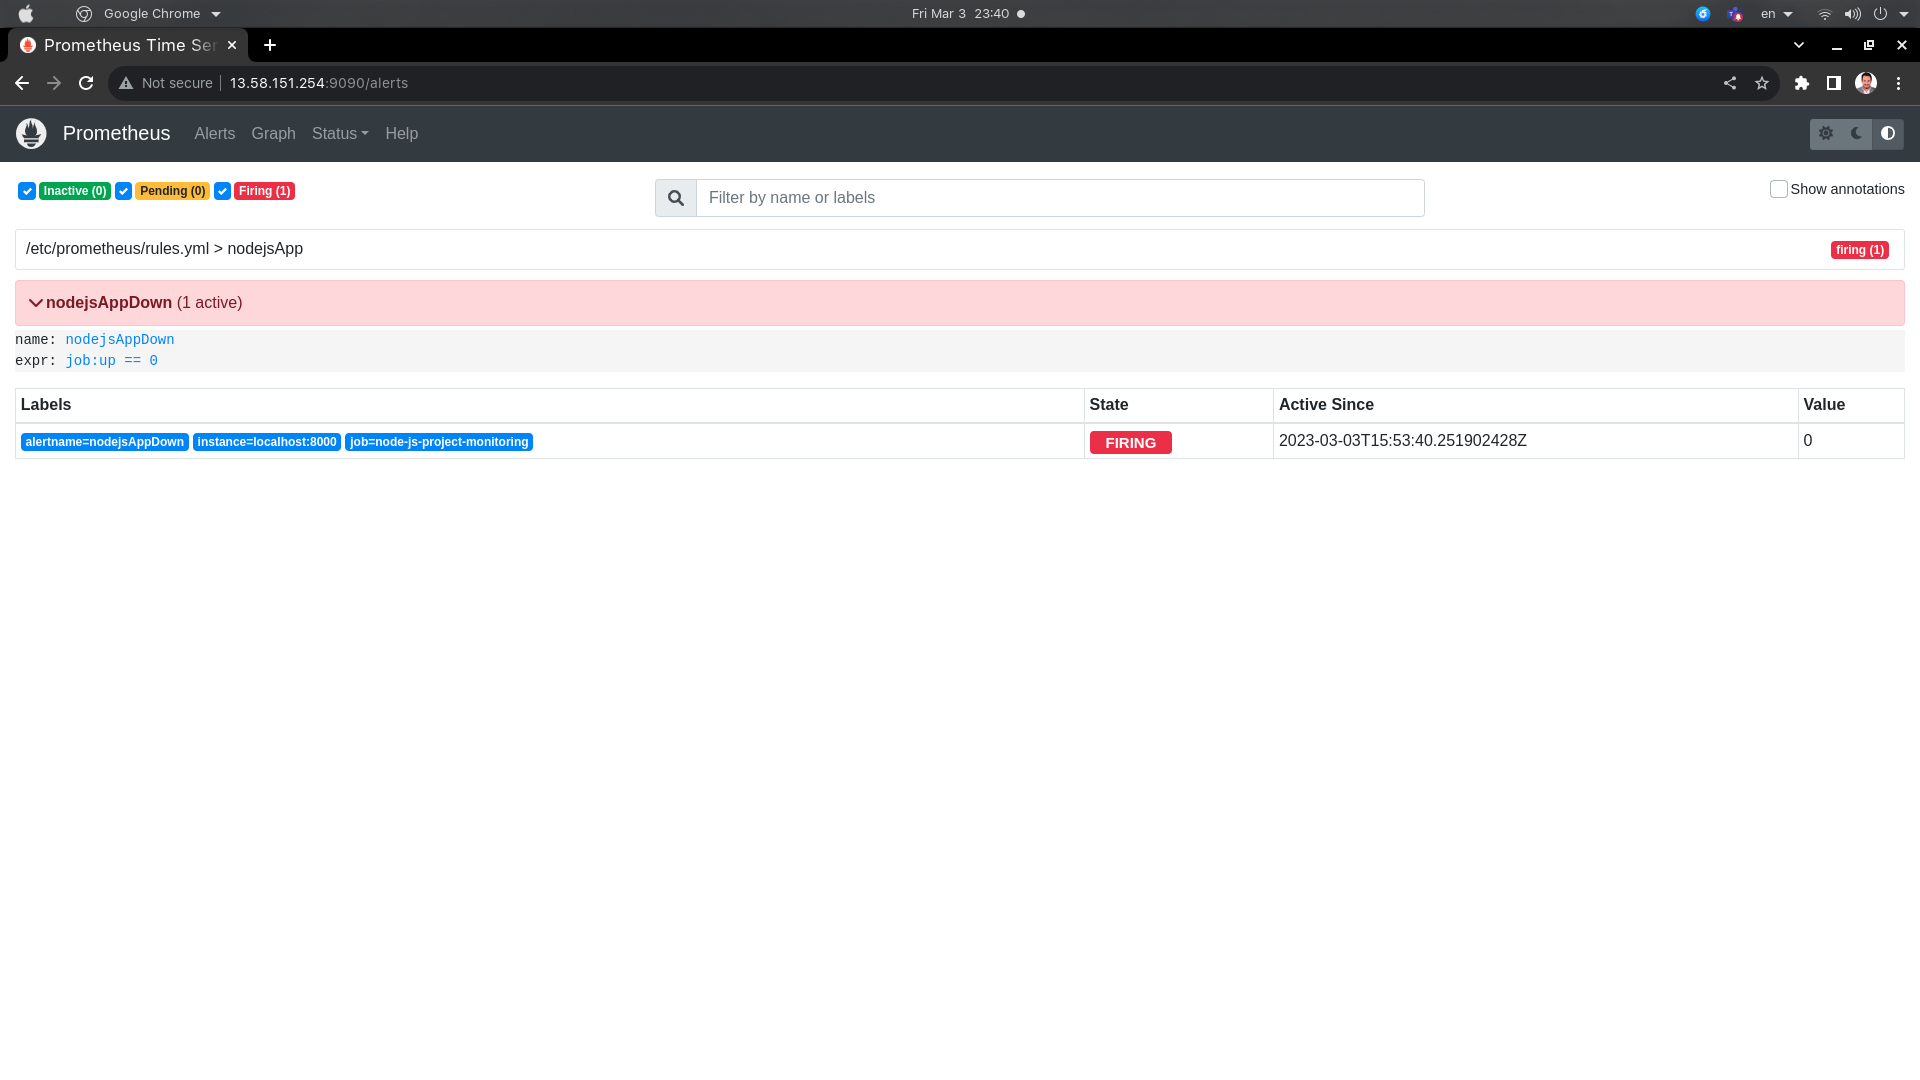 Google Chrome
Fri Mar 3 23:40
en
Prometheus Time Ser
Not secure 13.58.151.254:9090/alerts
Prometheus Alerts Graph Status Help
Inactive (0) Pending (0) Firing (1)
Filter by name or labels
Show annotations
/etc/prometheus/rules.yml > nodejsApp
firing (1)
nodejsAppDown (1 active)
name: nodejsAppDown
expr: job:up == 0
Labels State Active Since Value
alertname=nodejsAppDown instance=localhost:8000 job=node-js-project-monitoring FIRING 2023-03-03T15:53:40.251902428Z 0